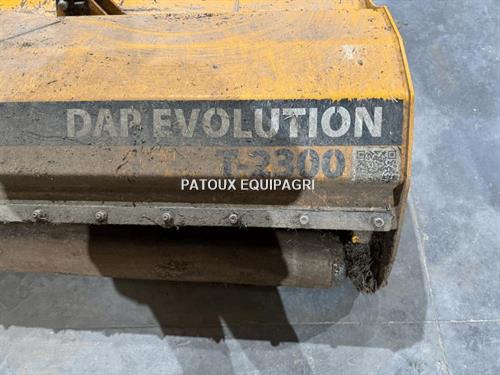 DAP EVOLUTION
T-2300
PATOUX EQUIPAGRI